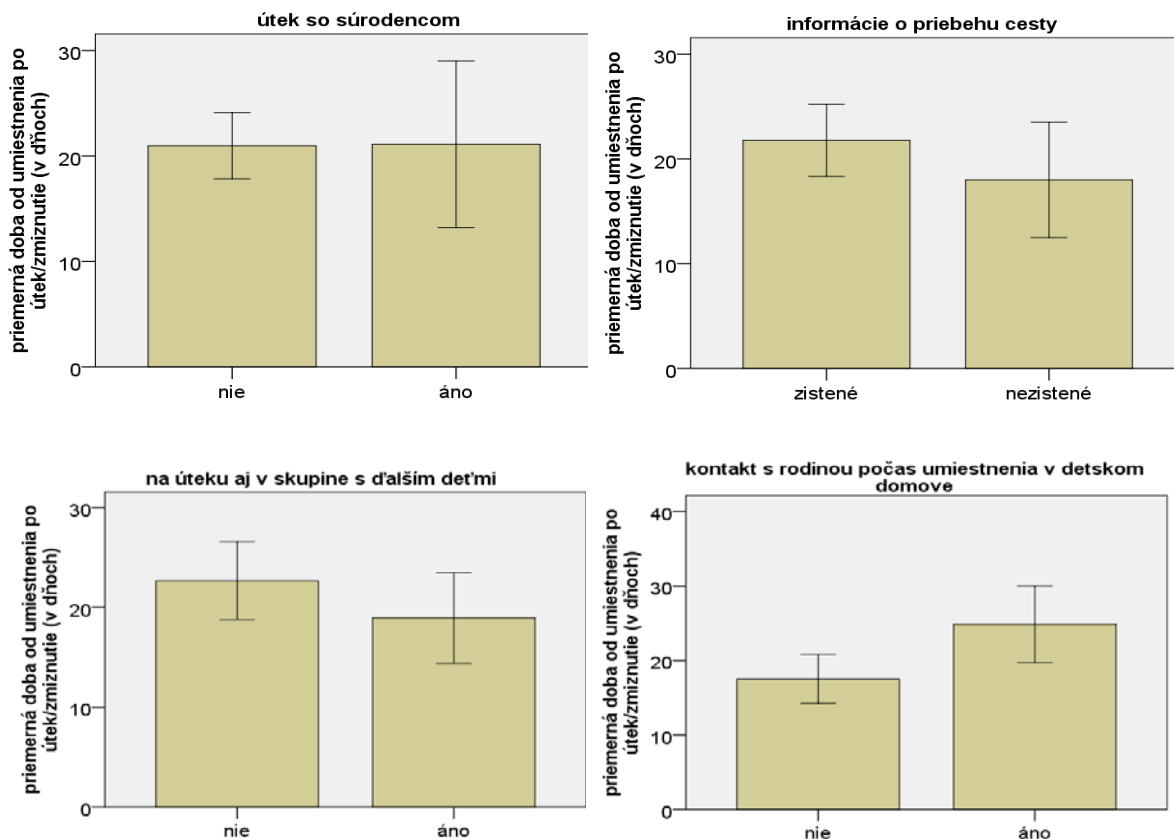 útek so súrodencom
priemerná doba od umiestnenia po
útek/zmiznutie (v dňoch)
30
20
10
0
nie
áno
informácie o priebehu cesty
priemerná doba od umiestnenia po
útek/zmiznutie (v dňoch)
30
20
10
0
zistené
nezistené
na úteku aj v skupine s ďalším deťmi
priemerná doba od umiestnenia po
útek/zmiznutie (v dňoch)
30
20
10
0
nie
áno
kontakt s rodinou počas umiestnenia v detskom
domove
priemerná doba od umiestnenia po
útek/zmiznutie (v dňoch)
40
30
20
10
0
nie
áno